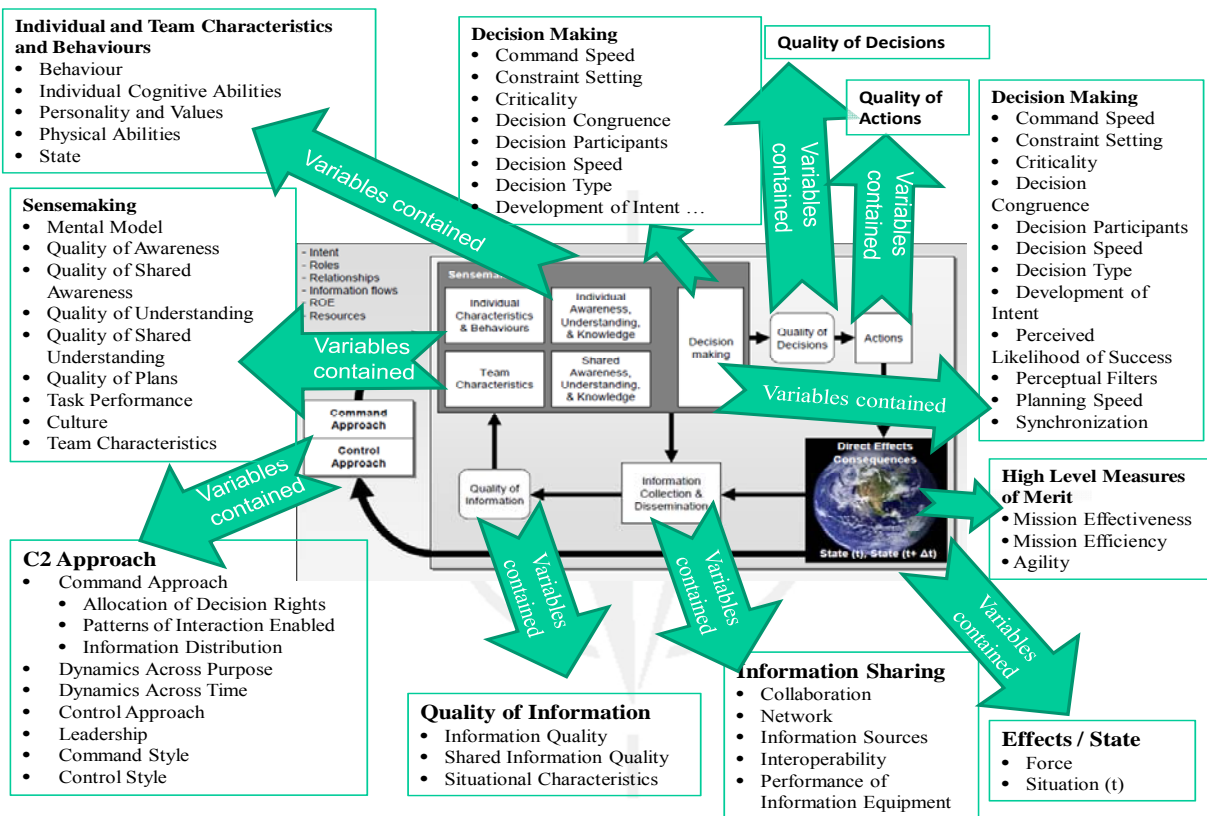 Individual and Team Characteristics
and Behaviours
• Behaviour
• Individual Cognitive Abilities
• Personality and Values
• Physical Abilities
• State
Decision Making
• Command Speed
• Constraint Setting
• Criticality
• Decision Congruence
• Decision Participants
• Decision Speed
• Decision Type
• Development of Intent …
Quality of Decisions
Quality of
Actions
Decision Making
• Command Speed
• Constraint Setting
• Criticality
• Decision
Congruence
• Decision Participants
• Decision Speed
• Decision Type
• Development of
Intent
• Perceived
Likelihood of Success
• Perceptual Filters
• Planning Speed
• Synchronization
Sensemaking
• Mental Model
• Quality of Awareness
• Quality of Shared
Awareness
• Quality of Understanding
• Quality of Shared
Understanding
• Quality of Plans
• Task Performance
• Culture
• Team Characteristics
Variables contained
Variables
contained
Variables
contained
Variables
contained
Variables contained
Variables
contained
Variables
contained
Variables
contained
Variables
contained
- Intent
- Roles
- Relationships
- Information flows
- ROE
- Resources
Sensema
Individual
Characteristics
& Behaviours
Individual
Awareness,
Understanding,
& Knowledge
Team
Characteristics
Shared
Awareness,
Understanding,
& Knowledge
Decision
making
Quality of
Decisions
Actions
Command
Approach
Control
Approach
Quality of
Information
Information
Collection &
Dissemination
Direct Effects
Consequences
State (t), State (t+ Δt)
High Level Measures
of Merit
• Mission Effectiveness
• Mission Efficiency
• Agility
C2 Approach
• Command Approach
• Allocation of Decision Rights
• Patterns of Interaction Enabled
• Information Distribution
• Dynamics Across Purpose
• Dynamics Across Time
• Control Approach
• Leadership
• Command Style
• Control Style
Quality of Information
• Information Quality
• Shared Information Quality
• Situational Characteristics
Information Sharing
• Collaboration
• Network
• Information Sources
• Interoperability
• Performance of
Information Equipment
Effects / State
• Force
• Situation (t)